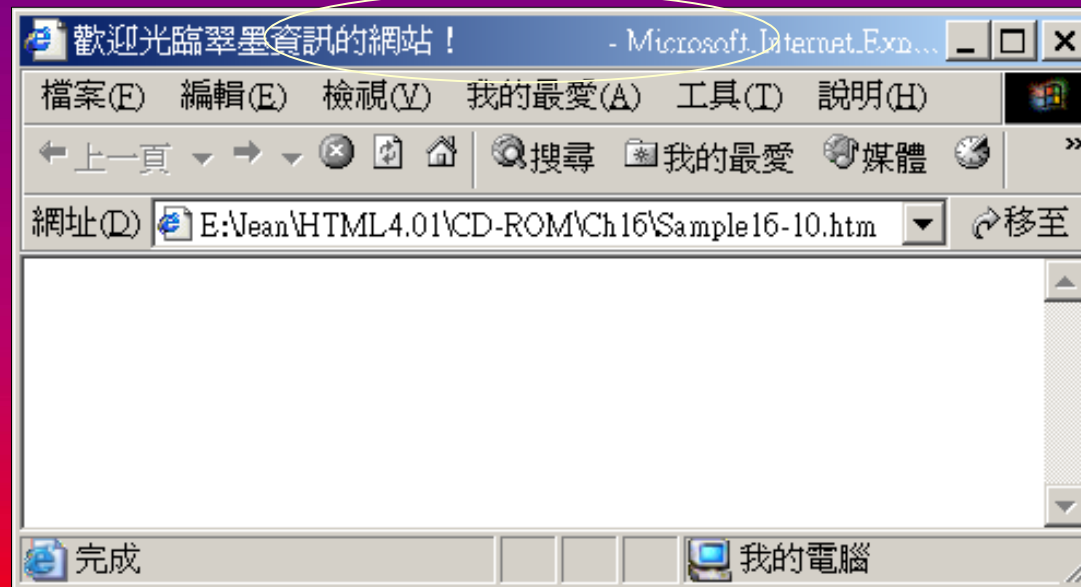 歡迎光臨翠墨資訊的網站！ - Microsoft Internet Exp...
檔案(F) 編輯(E) 檢視(V) 我的最愛(A) 工具(T) 說明(H)
上一頁 搜尋 我的最愛 媒體 »
網址(D) E:\Jean\HTML4.01\CD-ROM\Ch16\Sample16-10.htm 移至
完成 我的電腦